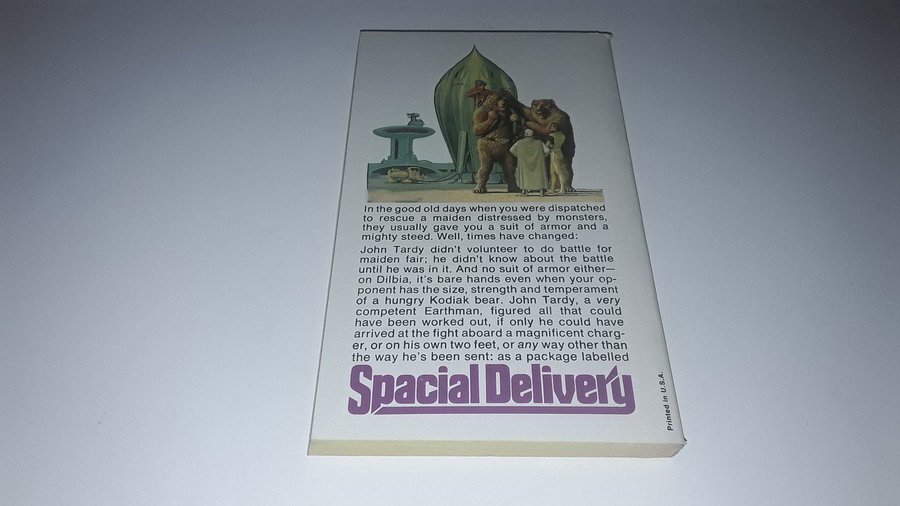 In the good old days when you were dispatched
to rescue a maiden distressed by monsters,
they usually gave you a suit of armor and a
mighty steed. Well, times have changed:
John Tardy didn't volunteer to do battle for
maiden fair; he didn't know about the battle
until he was in it. And no suit of armor either—
on Dilbia, it's bare hands even when your op-
ponent has the size, strength and temperament
of a hungry Kodiak bear. John Tardy, a very
competent Earthman, figured all that could
have been worked out, if only he could have
arrived at the fight aboard a magnificent charg-
er, or on his own two feet, or any way other than
the way he's been sent: as a package labelled
Spacial Delivery
Printed in U.S.A.